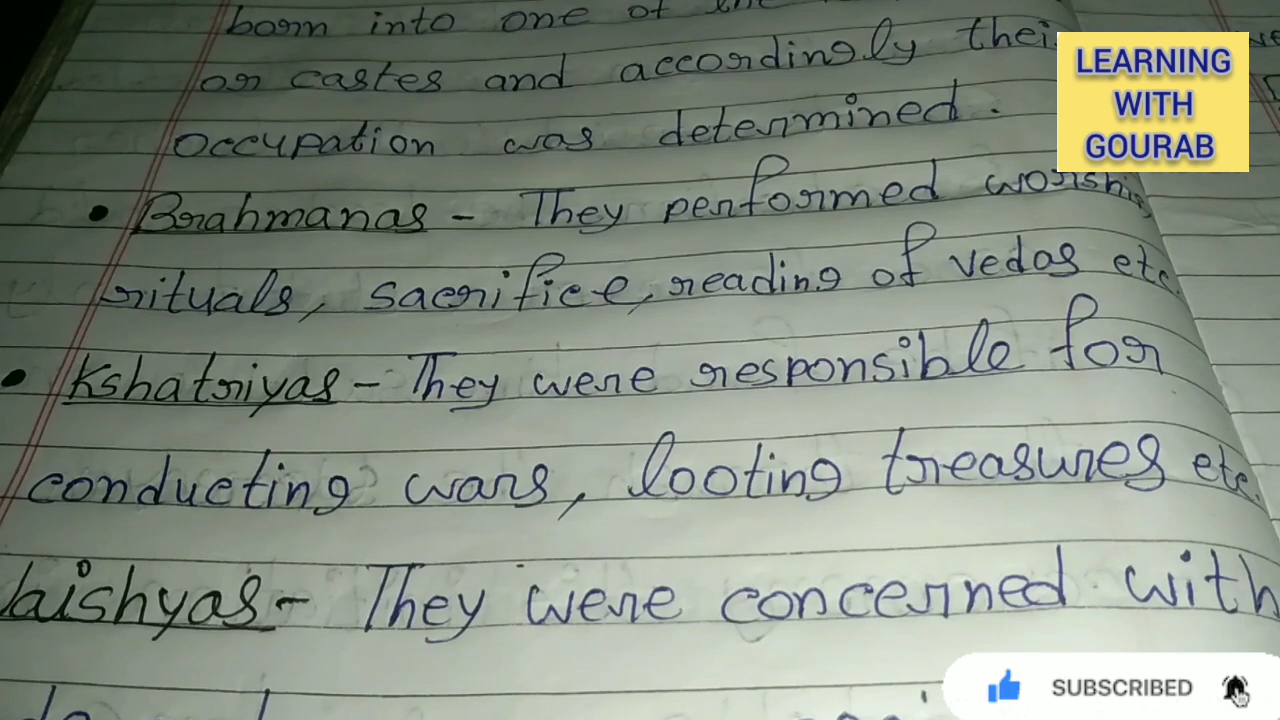 born into one of the
or castes and accordingly thei
occupation was determined.
• Brahmanas - They performed worship
rituals, sacrifice, reading of vedas etc.
• Kshatriyas - They were responsible for
conducting wars, looting treasures etc.
aishyas - They were concerned with
LEARNING
WITH
GOURAB
SUBSCRIBED